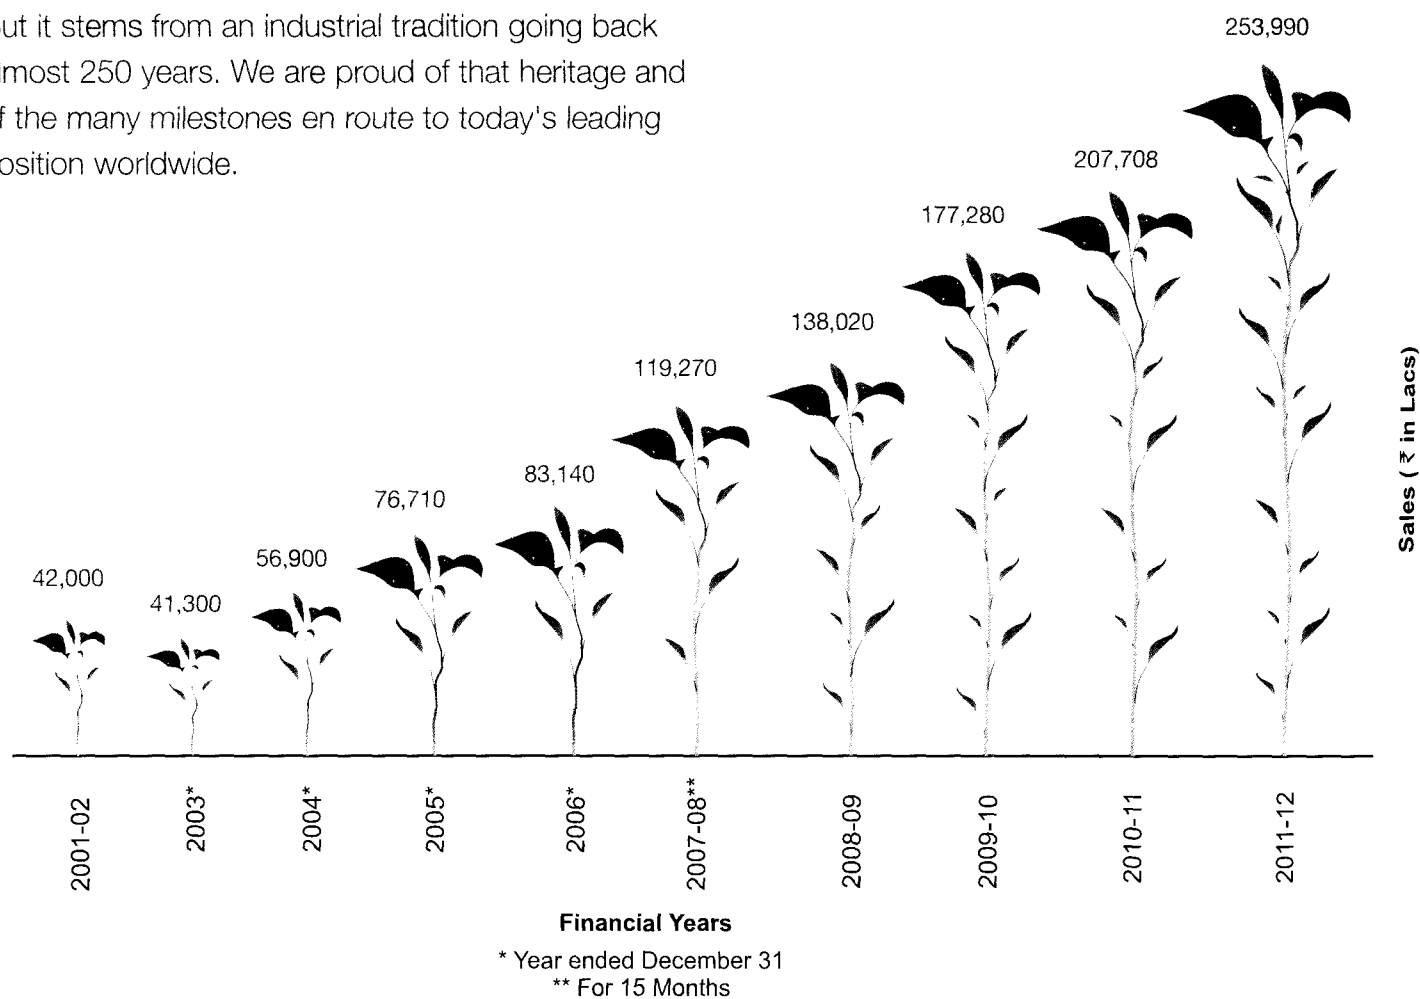 ut it stems from an industrial tradition going back
lmost 250 years. We are proud of that heritage and
f the many milestones en route to today's leading
osition worldwide.
253,990
207,708
177,280
138,020
119,270
83,140
76,710
56,900
42,000
41,300
Sales ( ₹ in Lacs)
2001-02
2003*
2004*
2005*
2006*
2007-08**
2008-09
2009-10
2010-11
2011-12
Financial Years
* Year ended December 31
** For 15 Months